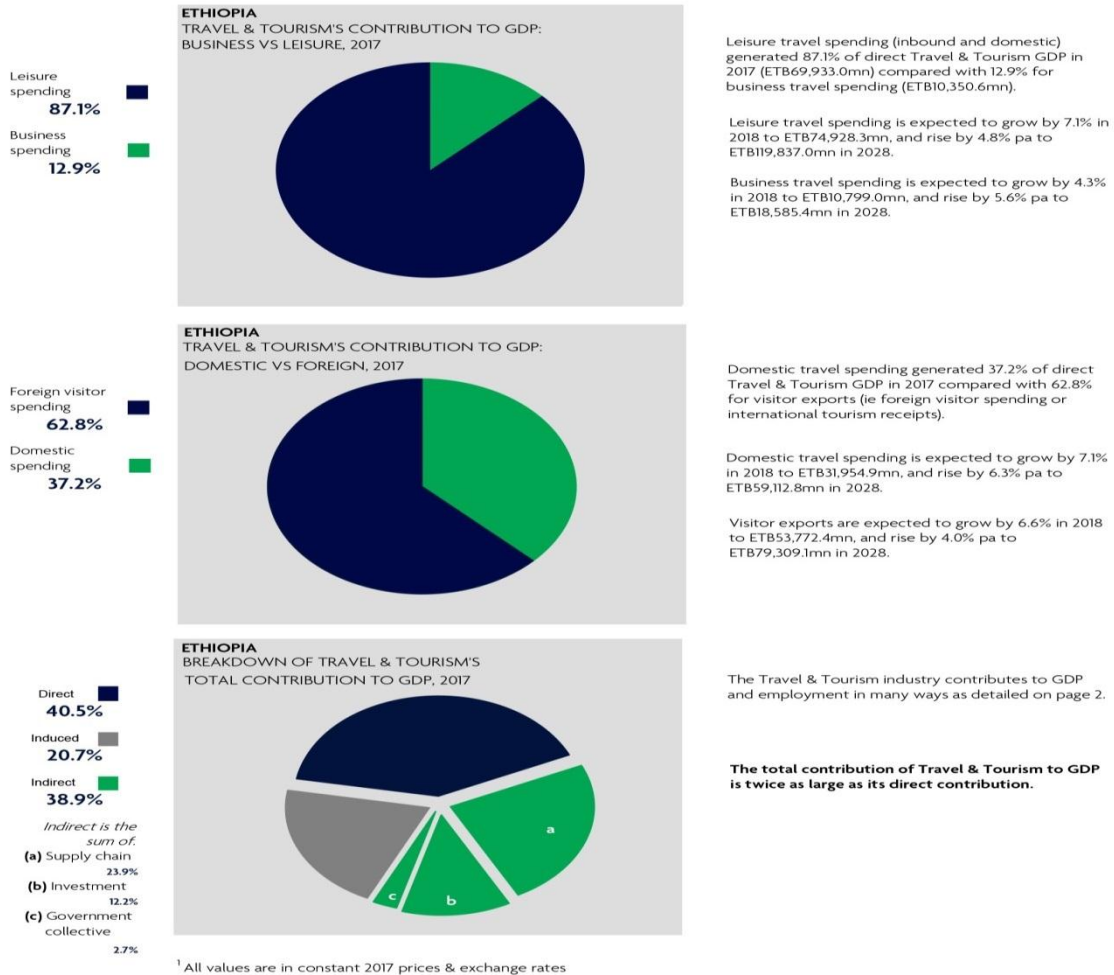 ETHIOPIA
TRAVEL & TOURISM'S CONTRIBUTION TO GDP:
BUSINESS VS LEISURE, 2017
Leisure
spending
87.1%
Business
spending
12.9%
Leisure travel spending (inbound and domestic)
generated 87.1% of direct Travel & Tourism GDP in
2017 (ETB69,933.0mn) compared with 12.9% for
business travel spending (ETB10,350.6mn).
Leisure travel spending is expected to grow by 7.1% in
2018 to ETB74,928.3mn, and rise by 4.8% pa to
ETB119,837.0mn in 2028.
Business travel spending is expected to grow by 4.3%
in 2018 to ETB10,799.0mn, and rise by 5.6% pa to
ETB18,585.4mn in 2028.
ETHIOPIA
TRAVEL & TOURISM'S CONTRIBUTION TO GDP:
DOMESTIC VS FOREIGN, 2017
Foreign visitor
spending
62.8%
Domestic
spending
37.2%
Domestic travel spending generated 37.2% of direct
Travel & Tourism GDP in 2017 compared with 62.8%
for visitor exports (ie foreign visitor spending or
international tourism receipts).
Domestic travel spending is expected to grow by 7.1%
in 2018 to ETB31,954.9mn, and rise by 6.3% pa to
ETB59,112.8mn in 2028.
Visitor exports are expected to grow by 6.6% in 2018
to ETB53,772.4mn, and rise by 4.0% pa to
ETB79,309.1mn in 2028.
ETHIOPIA
BREAKDOWN OF TRAVEL & TOURISM'S
TOTAL CONTRIBUTION TO GDP, 2017
Direct
40.5%
Induced
20.7%
Indirect
38.9%
Indirect is the
sum of:
(a) Supply chain
23.9%
(b) Investment
12.2%
(c) Government
collective
2.7%
a
b
c
The Travel & Tourism industry contributes to GDP
and employment in many ways as detailed on page 2.
The total contribution of Travel & Tourism to GDP
is twice as large as its direct contribution.
1 All values are in constant 2017 prices & exchange rates